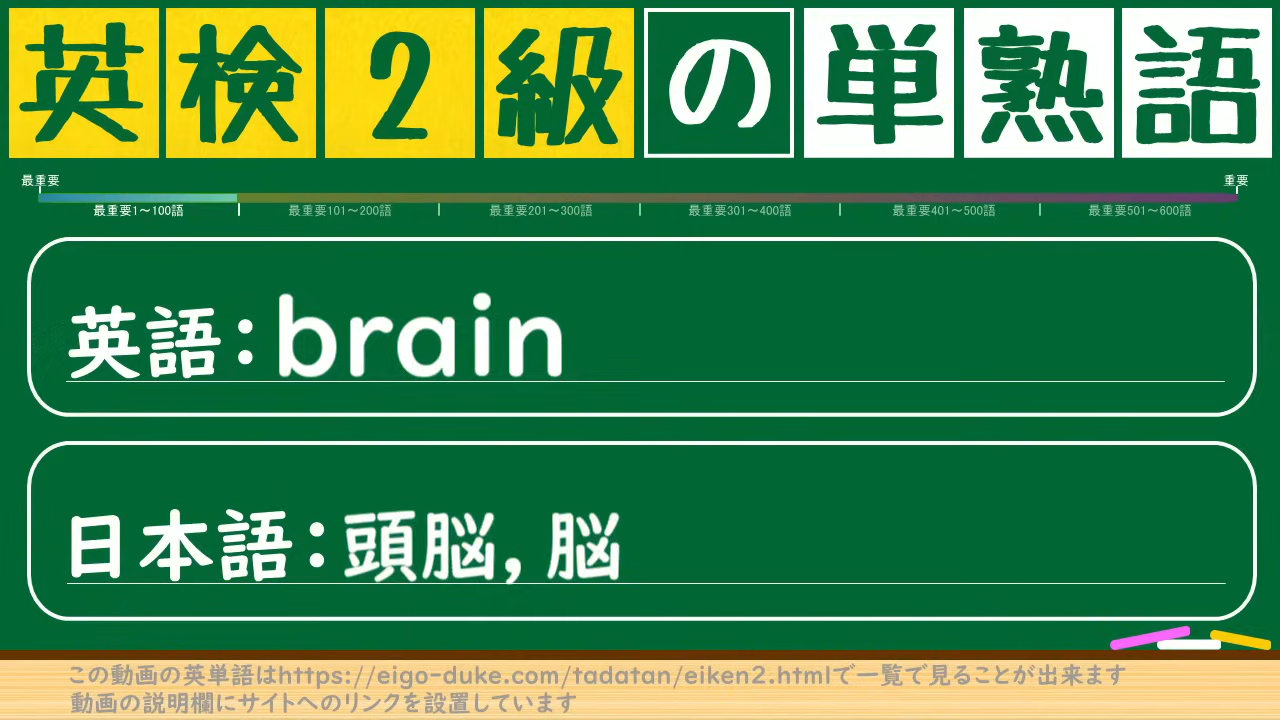 英検2級の単熟語
最重要 重要
最重要1～100語 最重要101～200語 最重要201～300語 最重要301～400語 最重要401～500語 最重要501～600語
英語：brain
日本語：頭脳, 脳
この動画の英単語はhttps://eigo-duke.com/tadatan/eiken2.htmlで一覧で見ることが出来ます
動画の説明欄にサイトへのリンクを設置しています